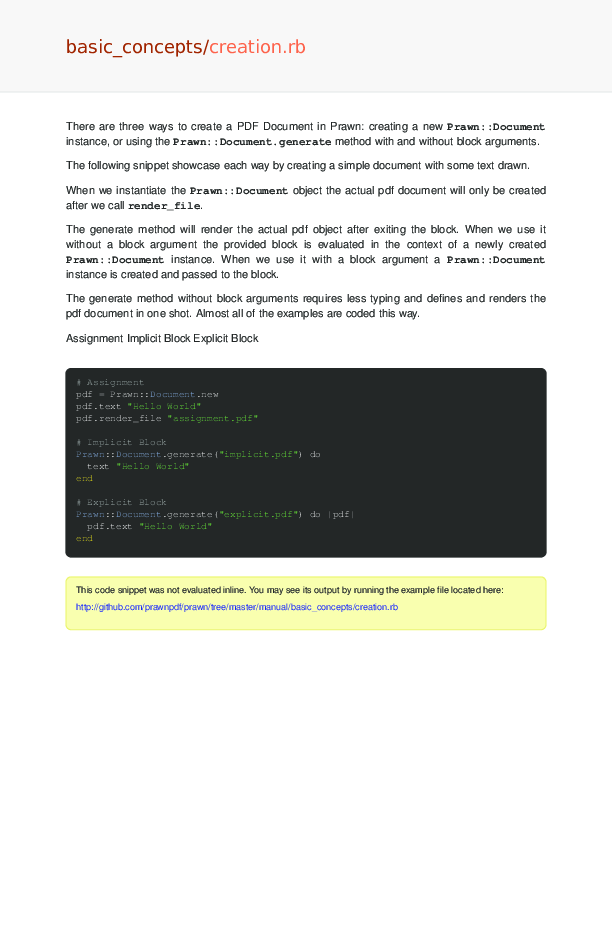 basic_concepts/creation.rb
There are three ways to create a PDF Document in Prawn: creating a new Prawn::Document
instance, or using the Prawn::Document.generate method with and without block arguments.
The following snippet showcase each way by creating a simple document with some text drawn.
When we instantiate the Prawn::Document object the actual pdf document will only be created
after we call render_file.
The generate method will render the actual pdf object after exiting the block. When we use it
without a block argument the provided block is evaluated in the context of a newly created
Prawn::Document instance. When we use it with a block argument a Prawn::Document
instance is created and passed to the block.
The generate method without block arguments requires less typing and defines and renders the
pdf document in one shot. Almost all of the examples are coded this way.
Assignment Implicit Block Explicit Block
# Assignment
pdf = Prawn::Document.new
pdf.text "Hello World"
pdf.render_file "assignment.pdf"
# Implicit Block
Prawn::Document.generate("implicit.pdf") do
  text "Hello World"
end
# Explicit Block
Prawn::Document.generate("explicit.pdf") do |pdf|
  pdf.text "Hello World"
end
This code snippet was not evaluated inline. You may see its output by running the example file located here:
http://github.com/prawnpdf/prawn/tree/master/manual/basic_concepts/creation.rb